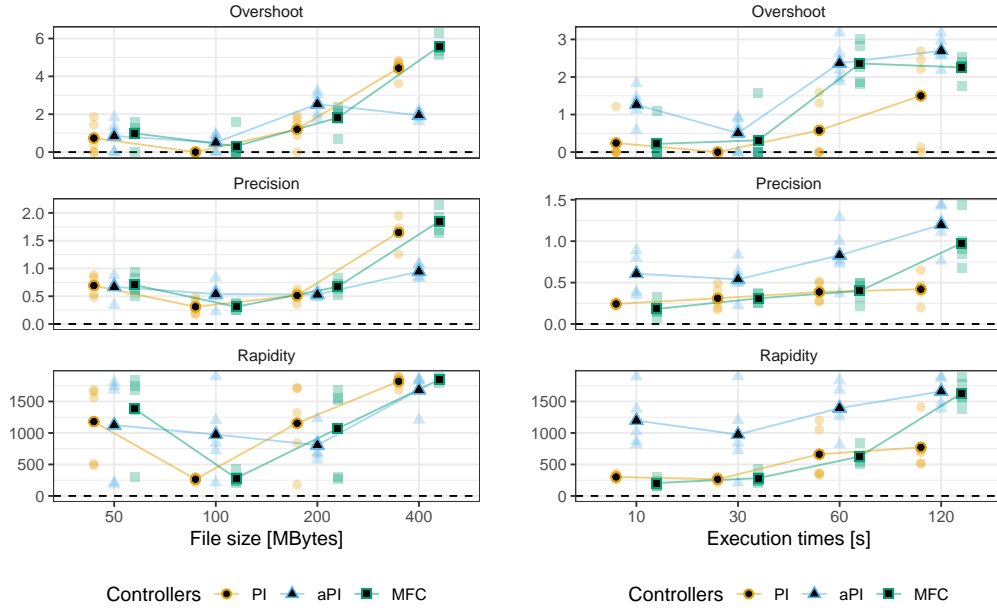 Overshoot
6
4
2
0
Precision
2.0
1.5
1.0
0.5
0.0
Rapidity
1500
1000
500
0
50 100 200 400
File size [MBytes]
Controllers PI aPI MFC
Overshoot
3
2
1
0
Precision
1.5
1.0
0.5
0.0
Rapidity
1500
1000
500
0
10 30 60 120
Execution times [s]
Controllers PI aPI MFC